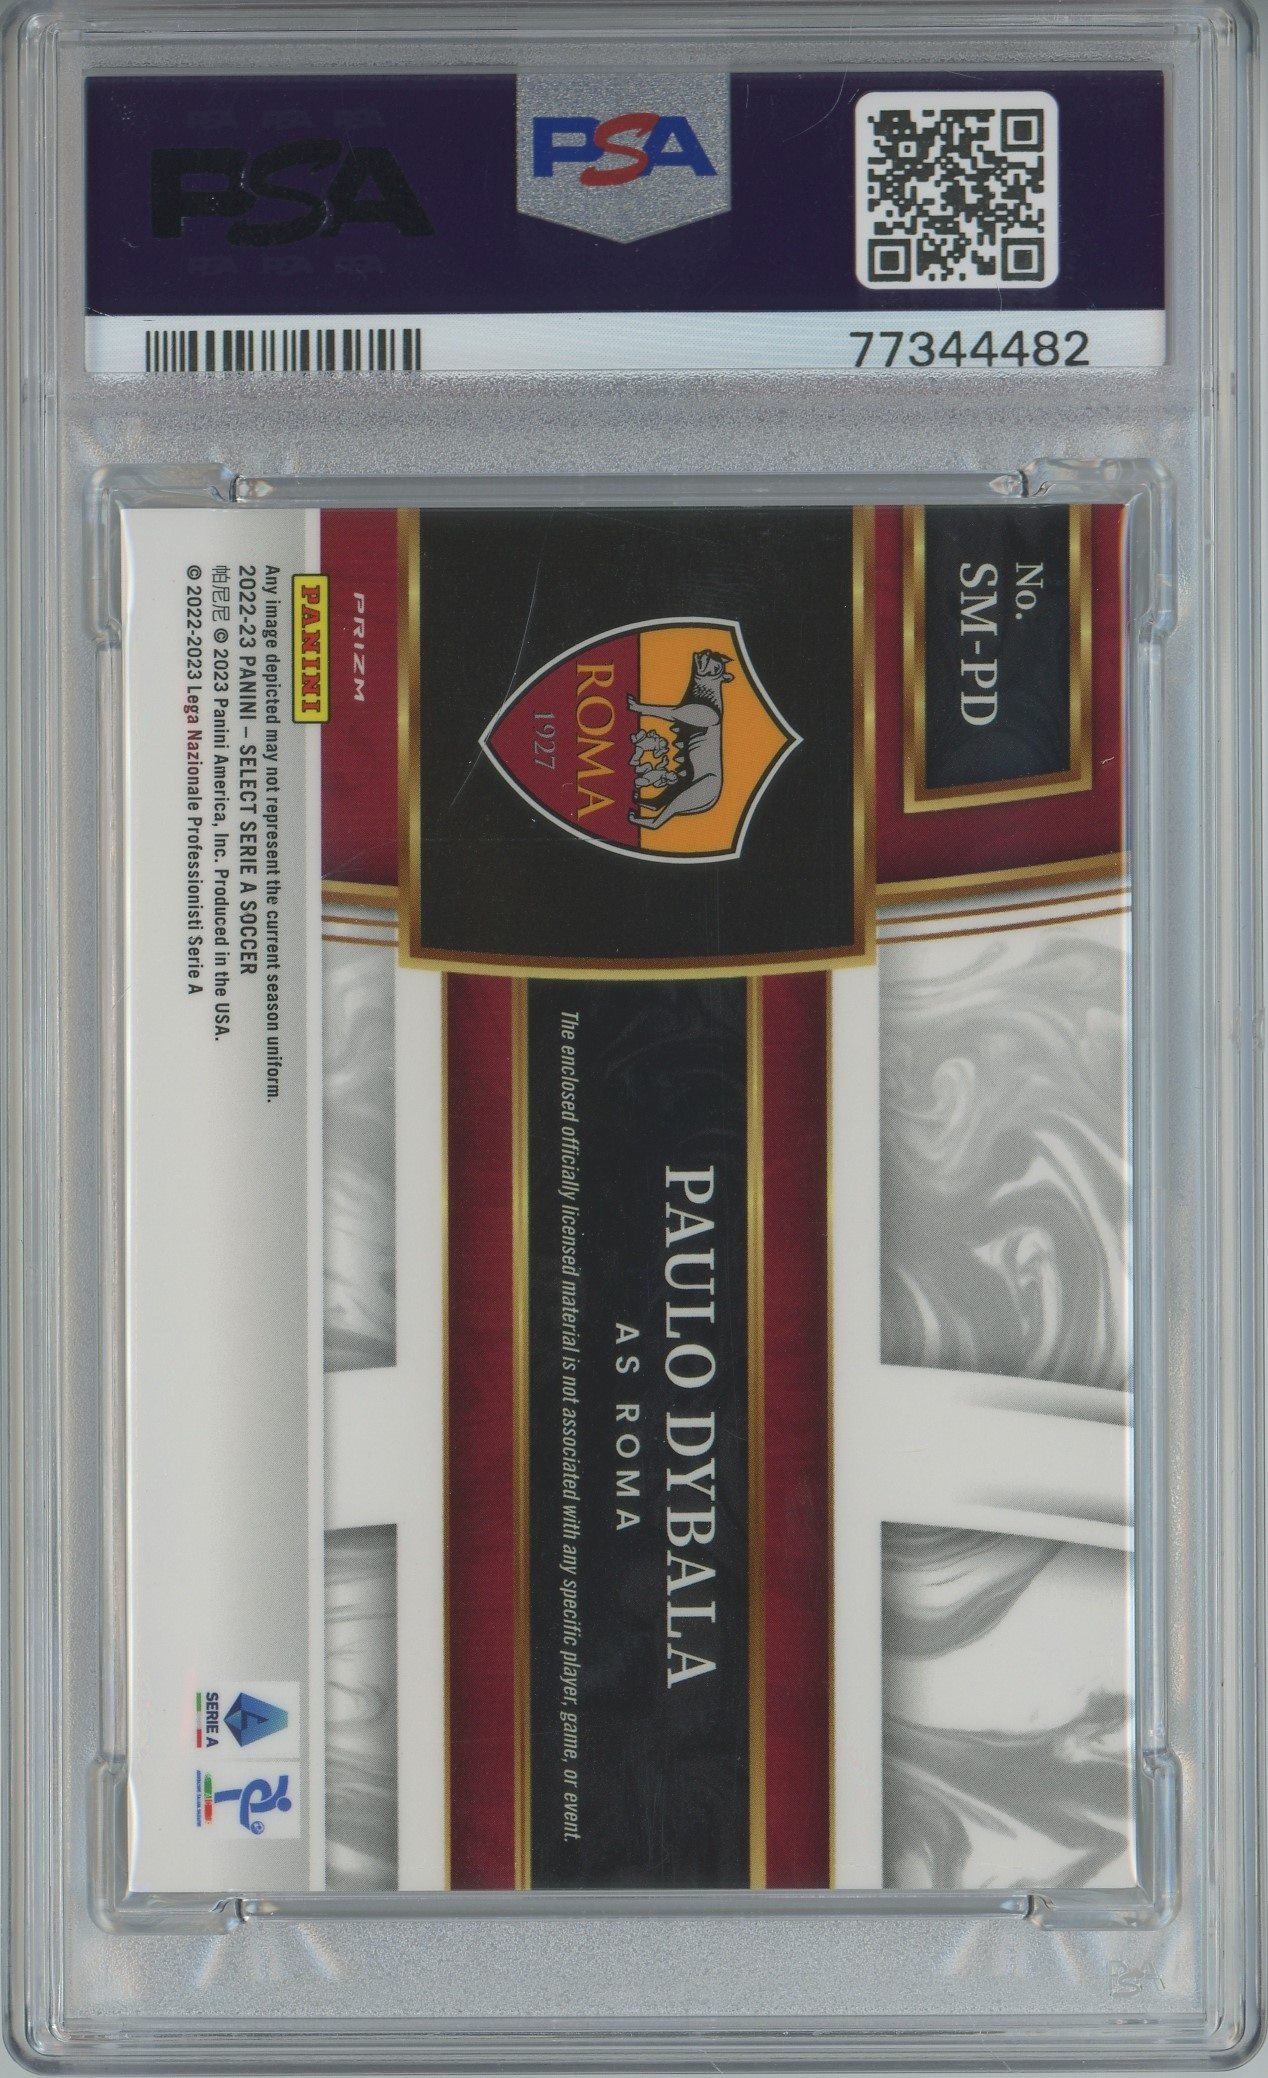 PSA
PSA
77344482
No.
SM-PD
ROMA
1927
PAULO DYBALA
AS ROMA
The enclosed officially licensed material is not associated with any specific player, game, or event.
PRIZM
PANINI
Any image depicted may not represent the current season uniform.
2022-23 PANINI – SELECT SERIE A SOCCER
帕尼尼 © 2023 Panini America, Inc. Produced in the USA.
© 2022-2023 Lega Nazionale Professionisti Serie A
SERIE A
PSA